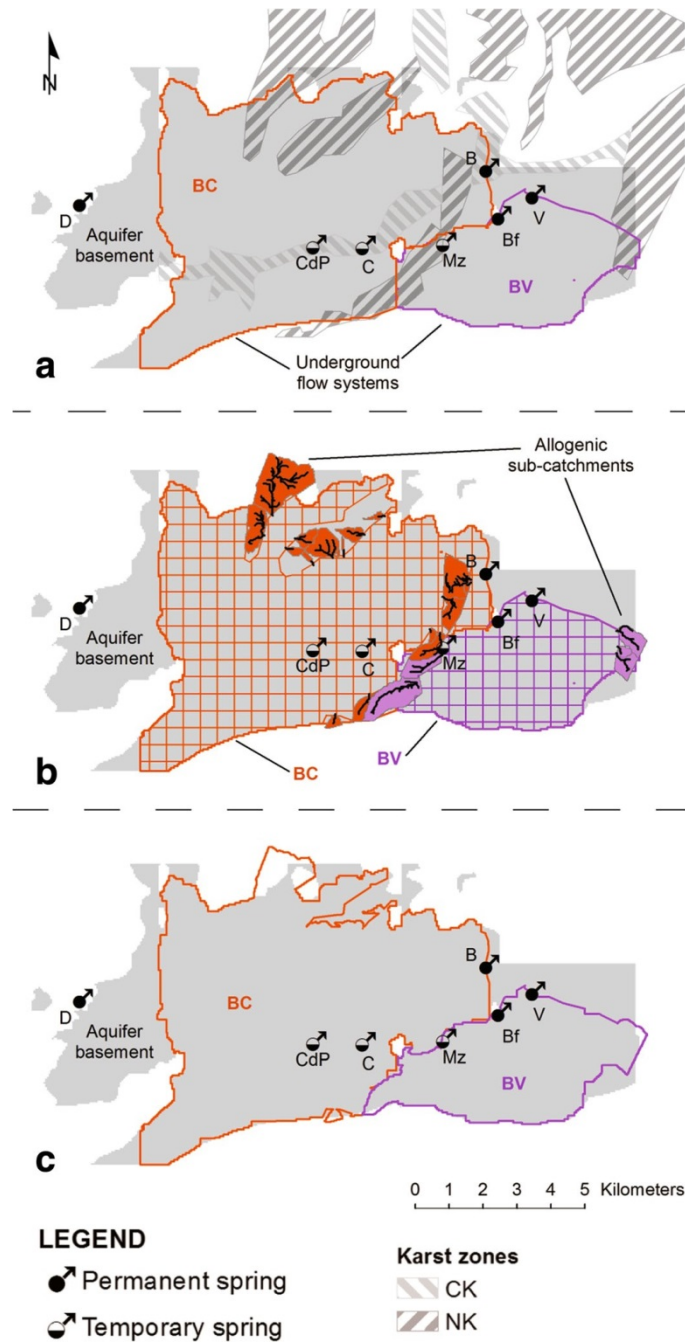 N
BC
B
D
V
Aquifer
basement
Bf
CdP
C
Mz
BV
Underground
flow systems
a
Allogenic
sub-catchments
B
D
V
Aquifer
basement
Bf
CdP
C
Mz
b
BC
BV
B
BC
D
V
Aquifer
basement
Bf
CdP
C
Mz
BV
c
0 1 2 3 4 5 Kilometers
LEGEND
Permanent spring
Temporary spring
Karst zones
CK
NK